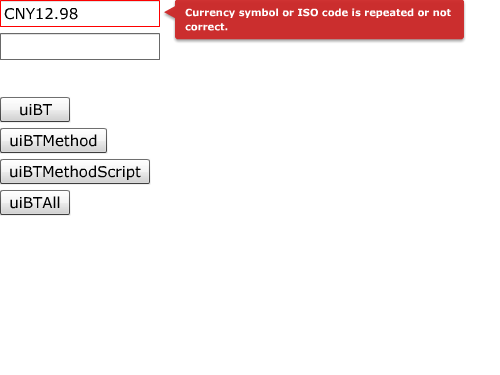 CNY12.98
Currency symbol or ISO code is repeated or not
correct.
uiBT
uiBTMethod
uiBTMethodScript
uiBTAll